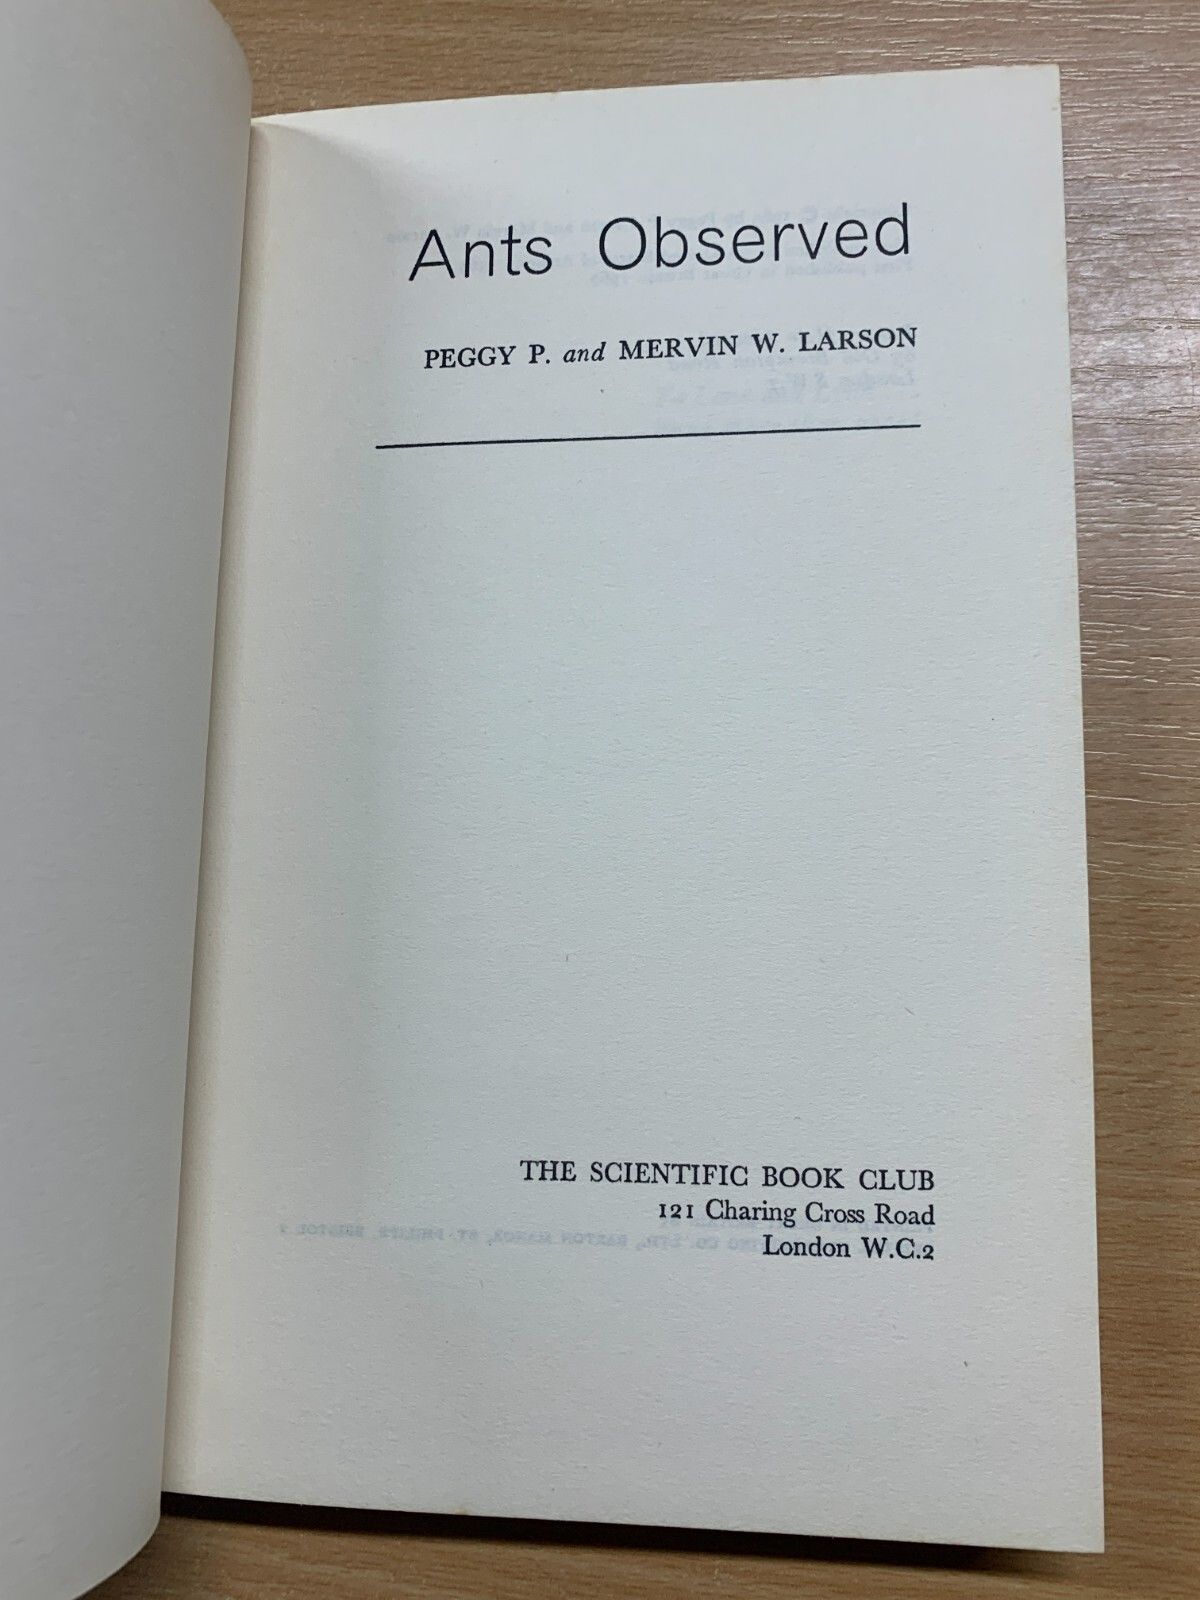 Ants Observed
PEGGY P. and MERVIN W. LARSON
THE SCIENTIFIC BOOK CLUB
121 Charing Cross Road
London W.C.2